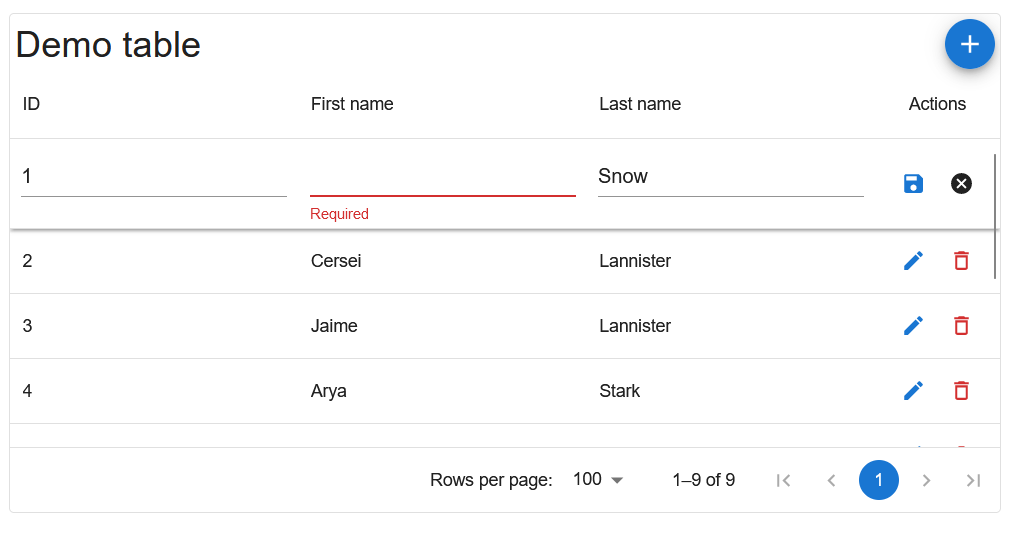 Demo table
ID First name Last name Actions
1 Snow
Required
2 Cersei Lannister
3 Jaime Lannister
4 Arya Stark
Rows per page: 100 1–9 of 9 1